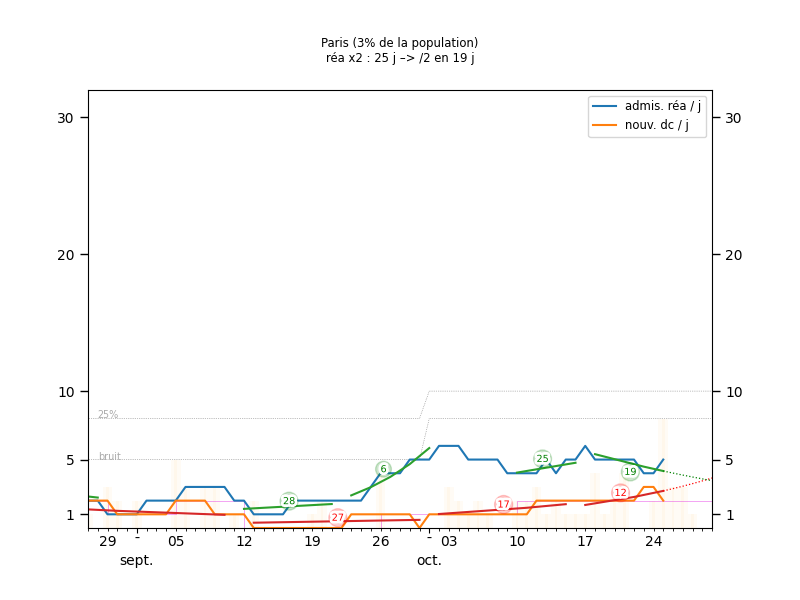 Paris (3% de la population)
réa x2 : 25 j –> /2 en 19 j
admis. réa / j
nouv. dc / j
30 30
20 20
10 10
25%
bruit
5 5
1 1
6
28
27
25
17
19
12
29 - 05 12 19 26 - 03 10 17 24
sept. oct.